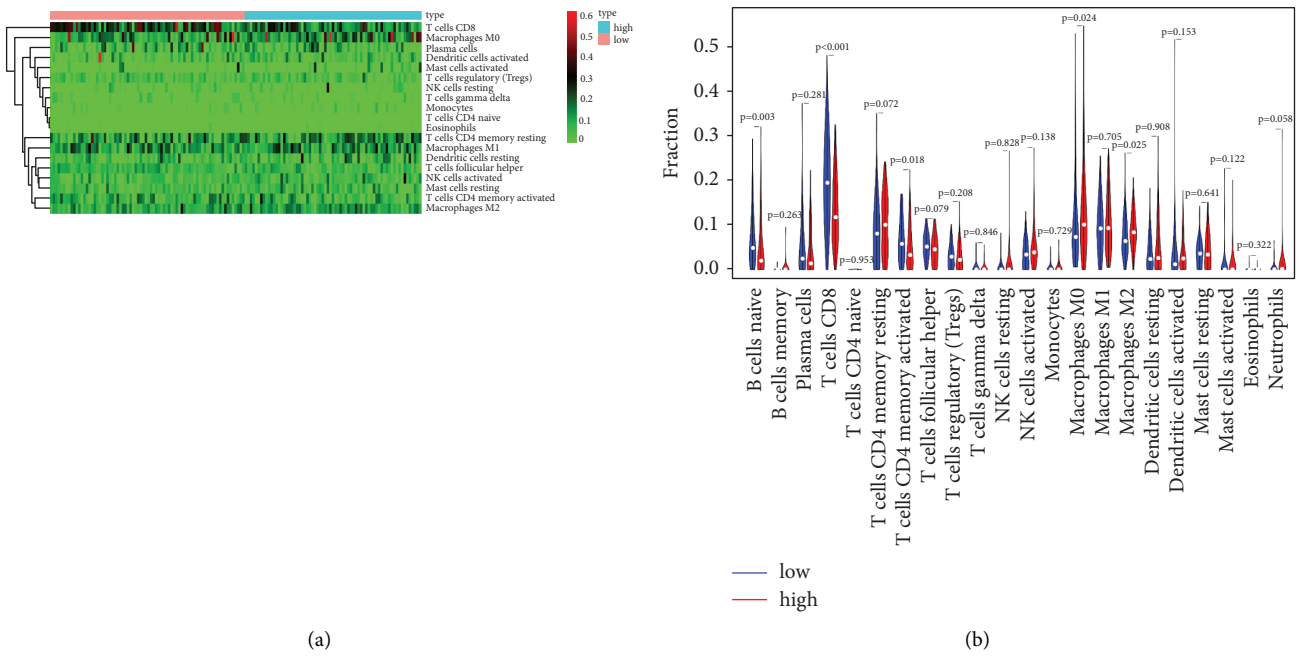 type
T cells CD8
Macrophages M0
Plasma cells
Dendritic cells activated
Mast cells activated
T cells regulatory (Tregs)
NK cells resting
T cells gamma delta
Monocytes
T cells CD4 naive
Eosinophils
T cells CD4 memory resting
Macrophages M1
Dendritic cells resting
T cells follicular helper
NK cells activated
Mast cells resting
T cells CD4 memory activated
Macrophages M2
0.6
0.5
0.4
0.3
0.2
0.1
0
type
high
low
(a)
Fraction
0.5
0.4
0.3
0.2
0.1
0.0
p=0.003
p=0.263
p=0.281
p<0.001
p=0.953
p=0.072
p=0.018
p=0.079
p=0.208
p=0.846
p=0.828
p=0.138
p=0.729
p=0.024
p=0.705
p=0.025
p=0.908
p=0.153
p=0.641
p=0.122
p=0.322
p=0.058
B cells naive
B cells memory
Plasma cells
T cells CD8
T cells CD4 naive
T cells CD4 memory resting
T cells CD4 memory activated
T cells follicular helper
T cells regulatory (Tregs)
T cells gamma delta
NK cells resting
NK cells activated
Monocytes
Macrophages M0
Macrophages M1
Macrophages M2
Dendritic cells resting
Dendritic cells activated
Mast cells resting
Mast cells activated
Eosinophils
Neutrophils
low
high
(b)